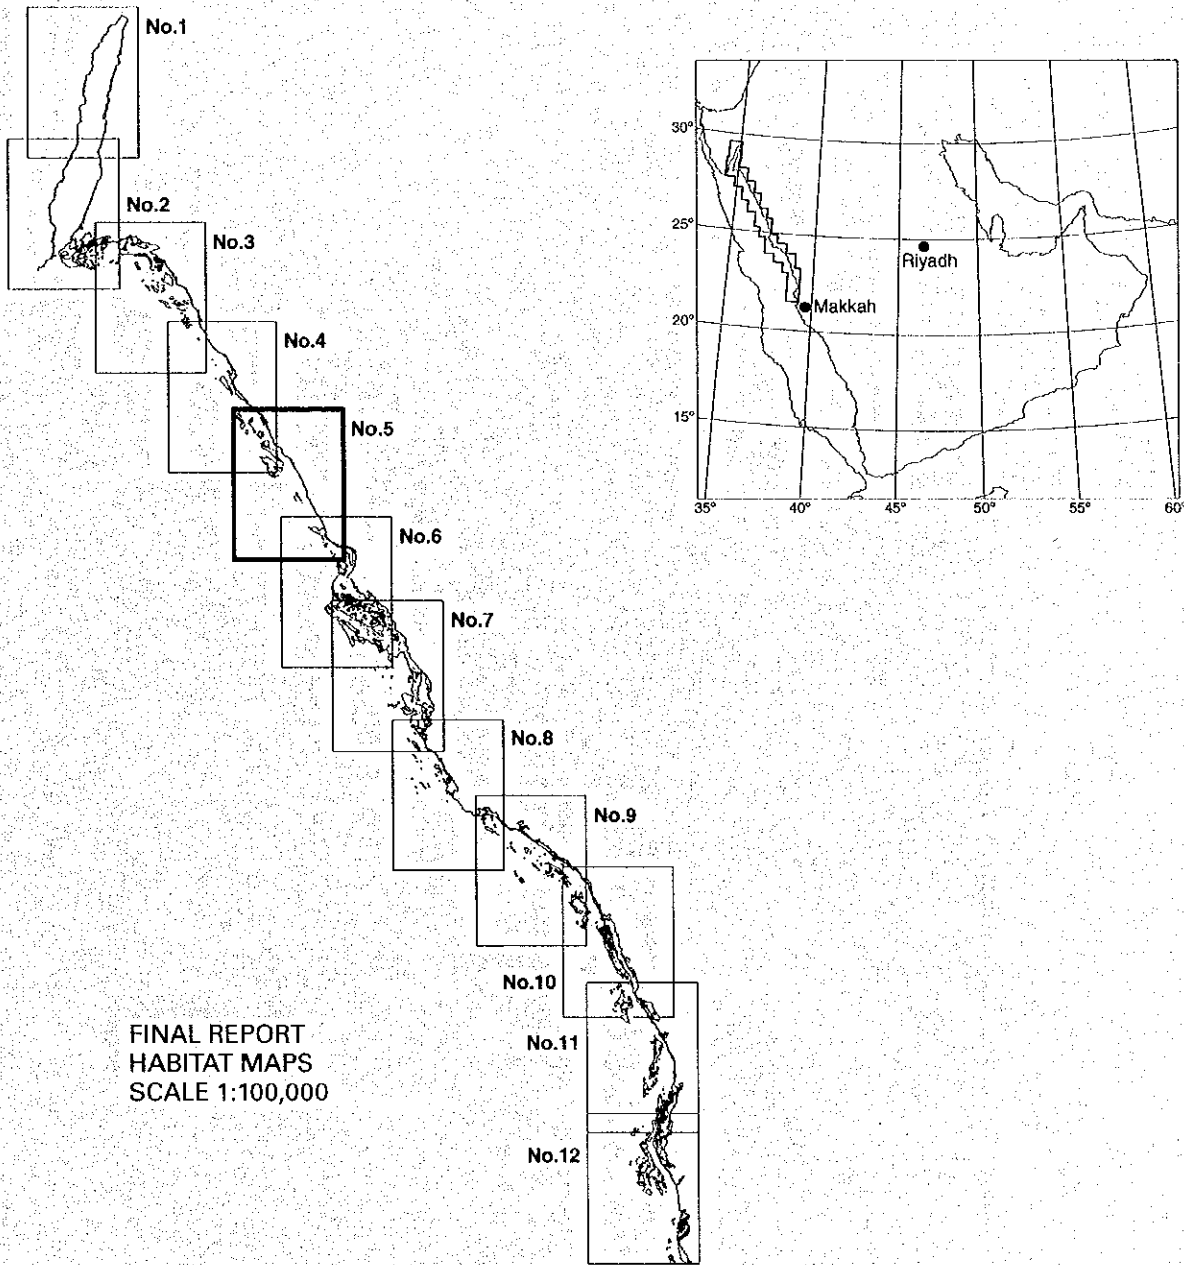 No.1
No.2
No.3
No.4
No.5
No.6
No.7
No.8
No.9
No.10
No.11
No.12
FINAL REPORT
HABITAT MAPS
SCALE 1:100,000
30°
25°
20°
15°
Riyadh
Makkah
35° 40° 45° 50° 55° 60°